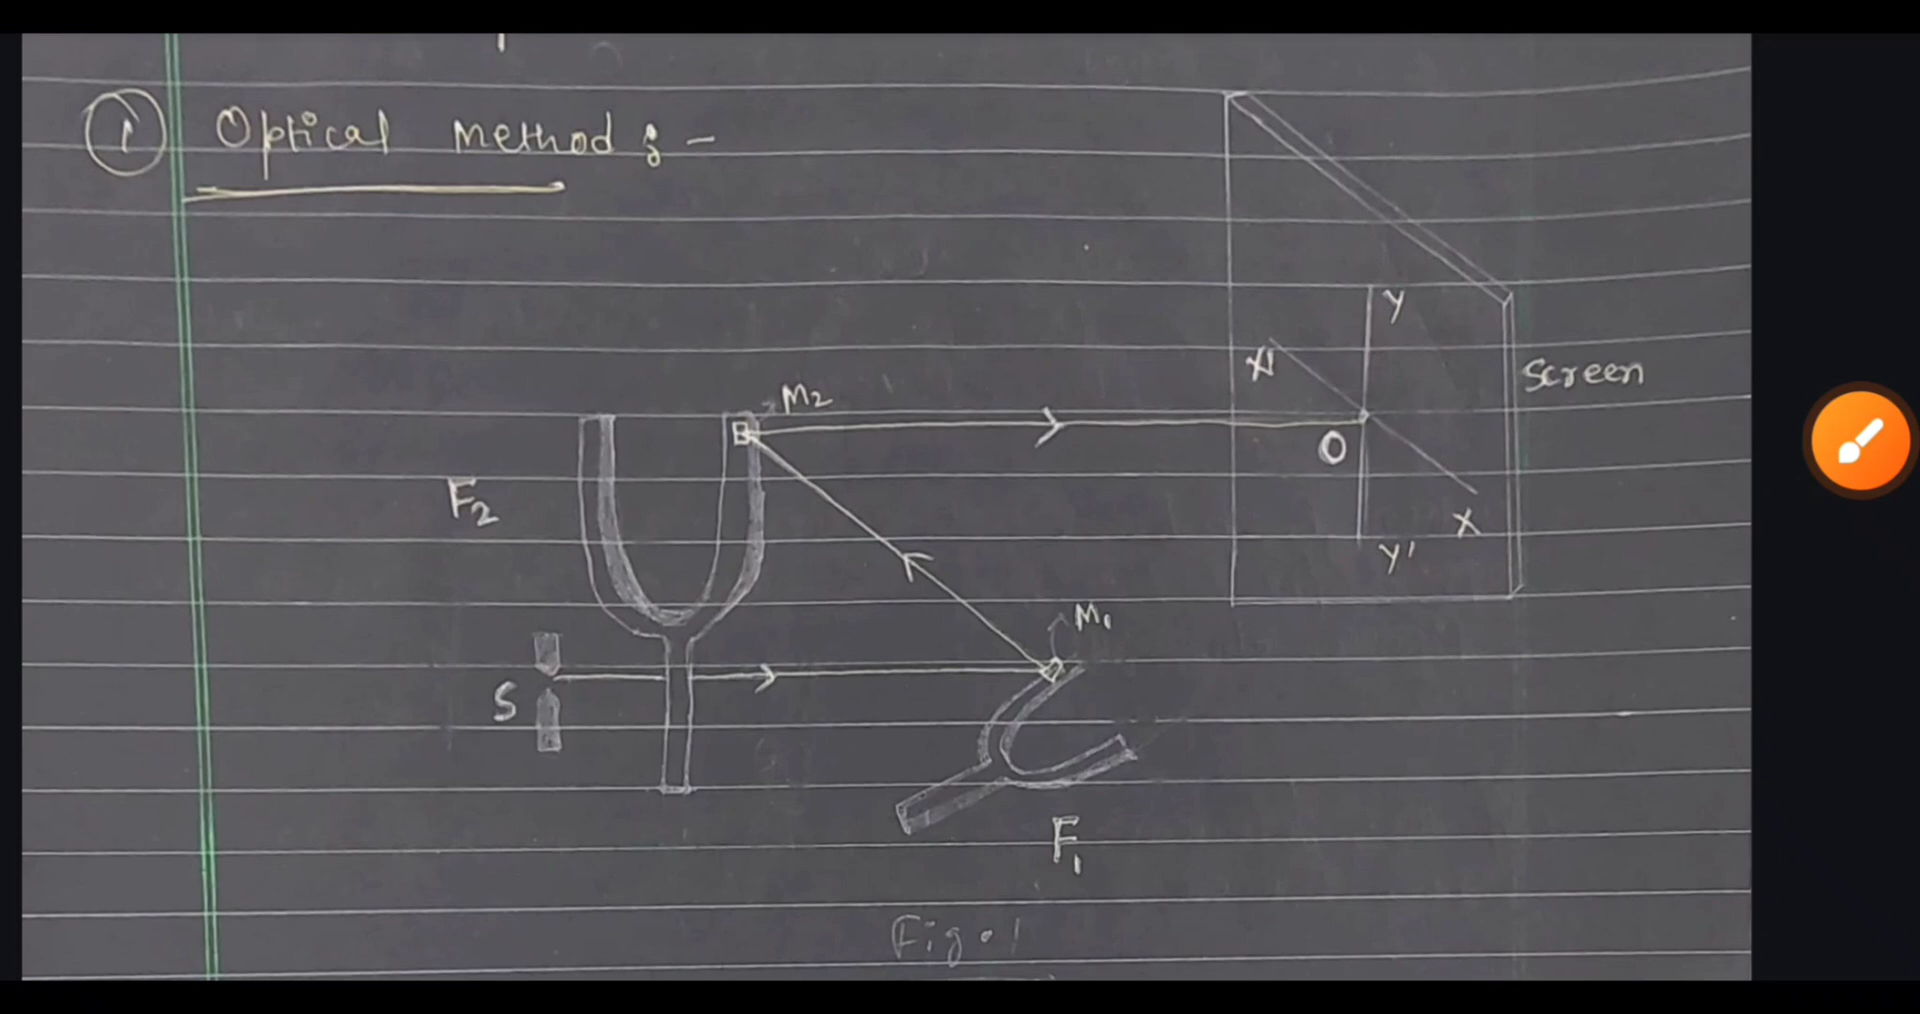 ① Optical method :-
Y
X'
Screen
M2
O
F2
X
Y'
M1
S
F1
Fig. 1